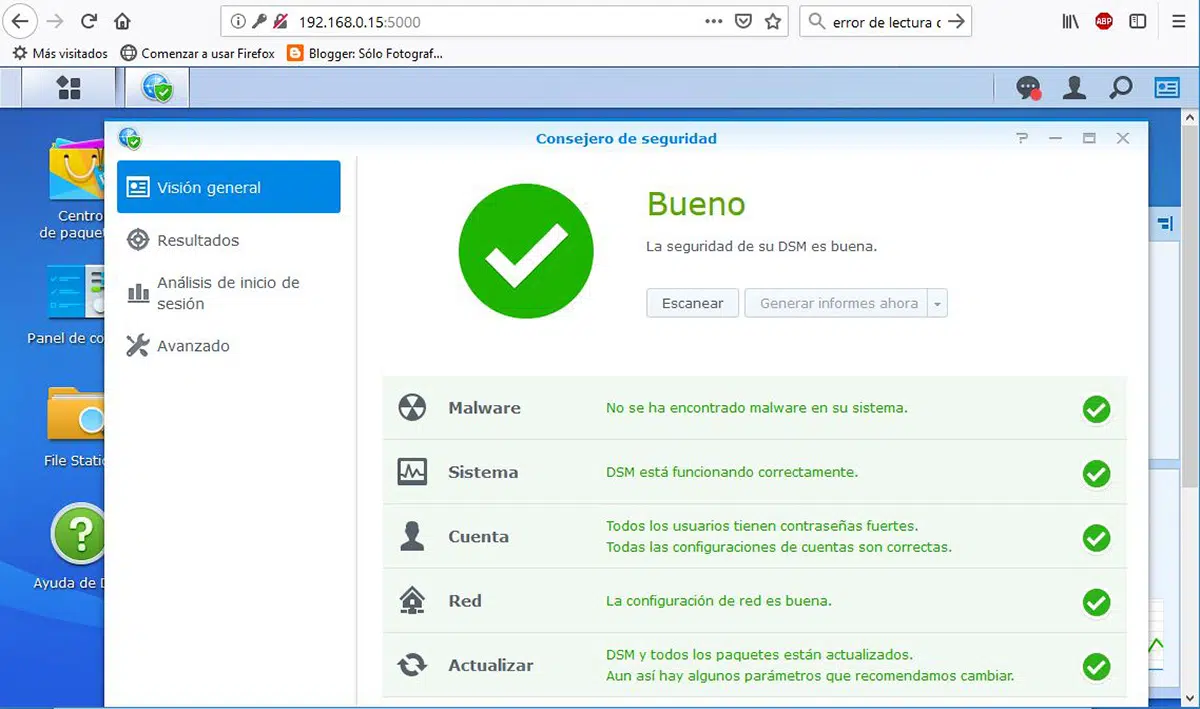 192.168.0.15:5000
error de lectura c
Más visitados
Comenzar a usar Firefox
Blogger: Sólo Fotograf...
ABP
Consejero de seguridad
Centro
de paquet
Panel de co
File Static
Ayuda de D
Visión general
Resultados
Análisis de inicio de
sesión
Avanzado
Bueno
La seguridad de su DSM es buena.
Escanear
Generar informes ahora
Malware
No se ha encontrado malware en su sistema.
Sistema
DSM está funcionando correctamente.
Cuenta
Todos los usuarios tienen contraseñas fuertes.
Todas las configuraciones de cuentas son correctas.
Red
La configuración de red es buena.
Actualizar
DSM y todos los paquetes están actualizados.
Aun así hay algunos parámetros que recomendamos cambiar.